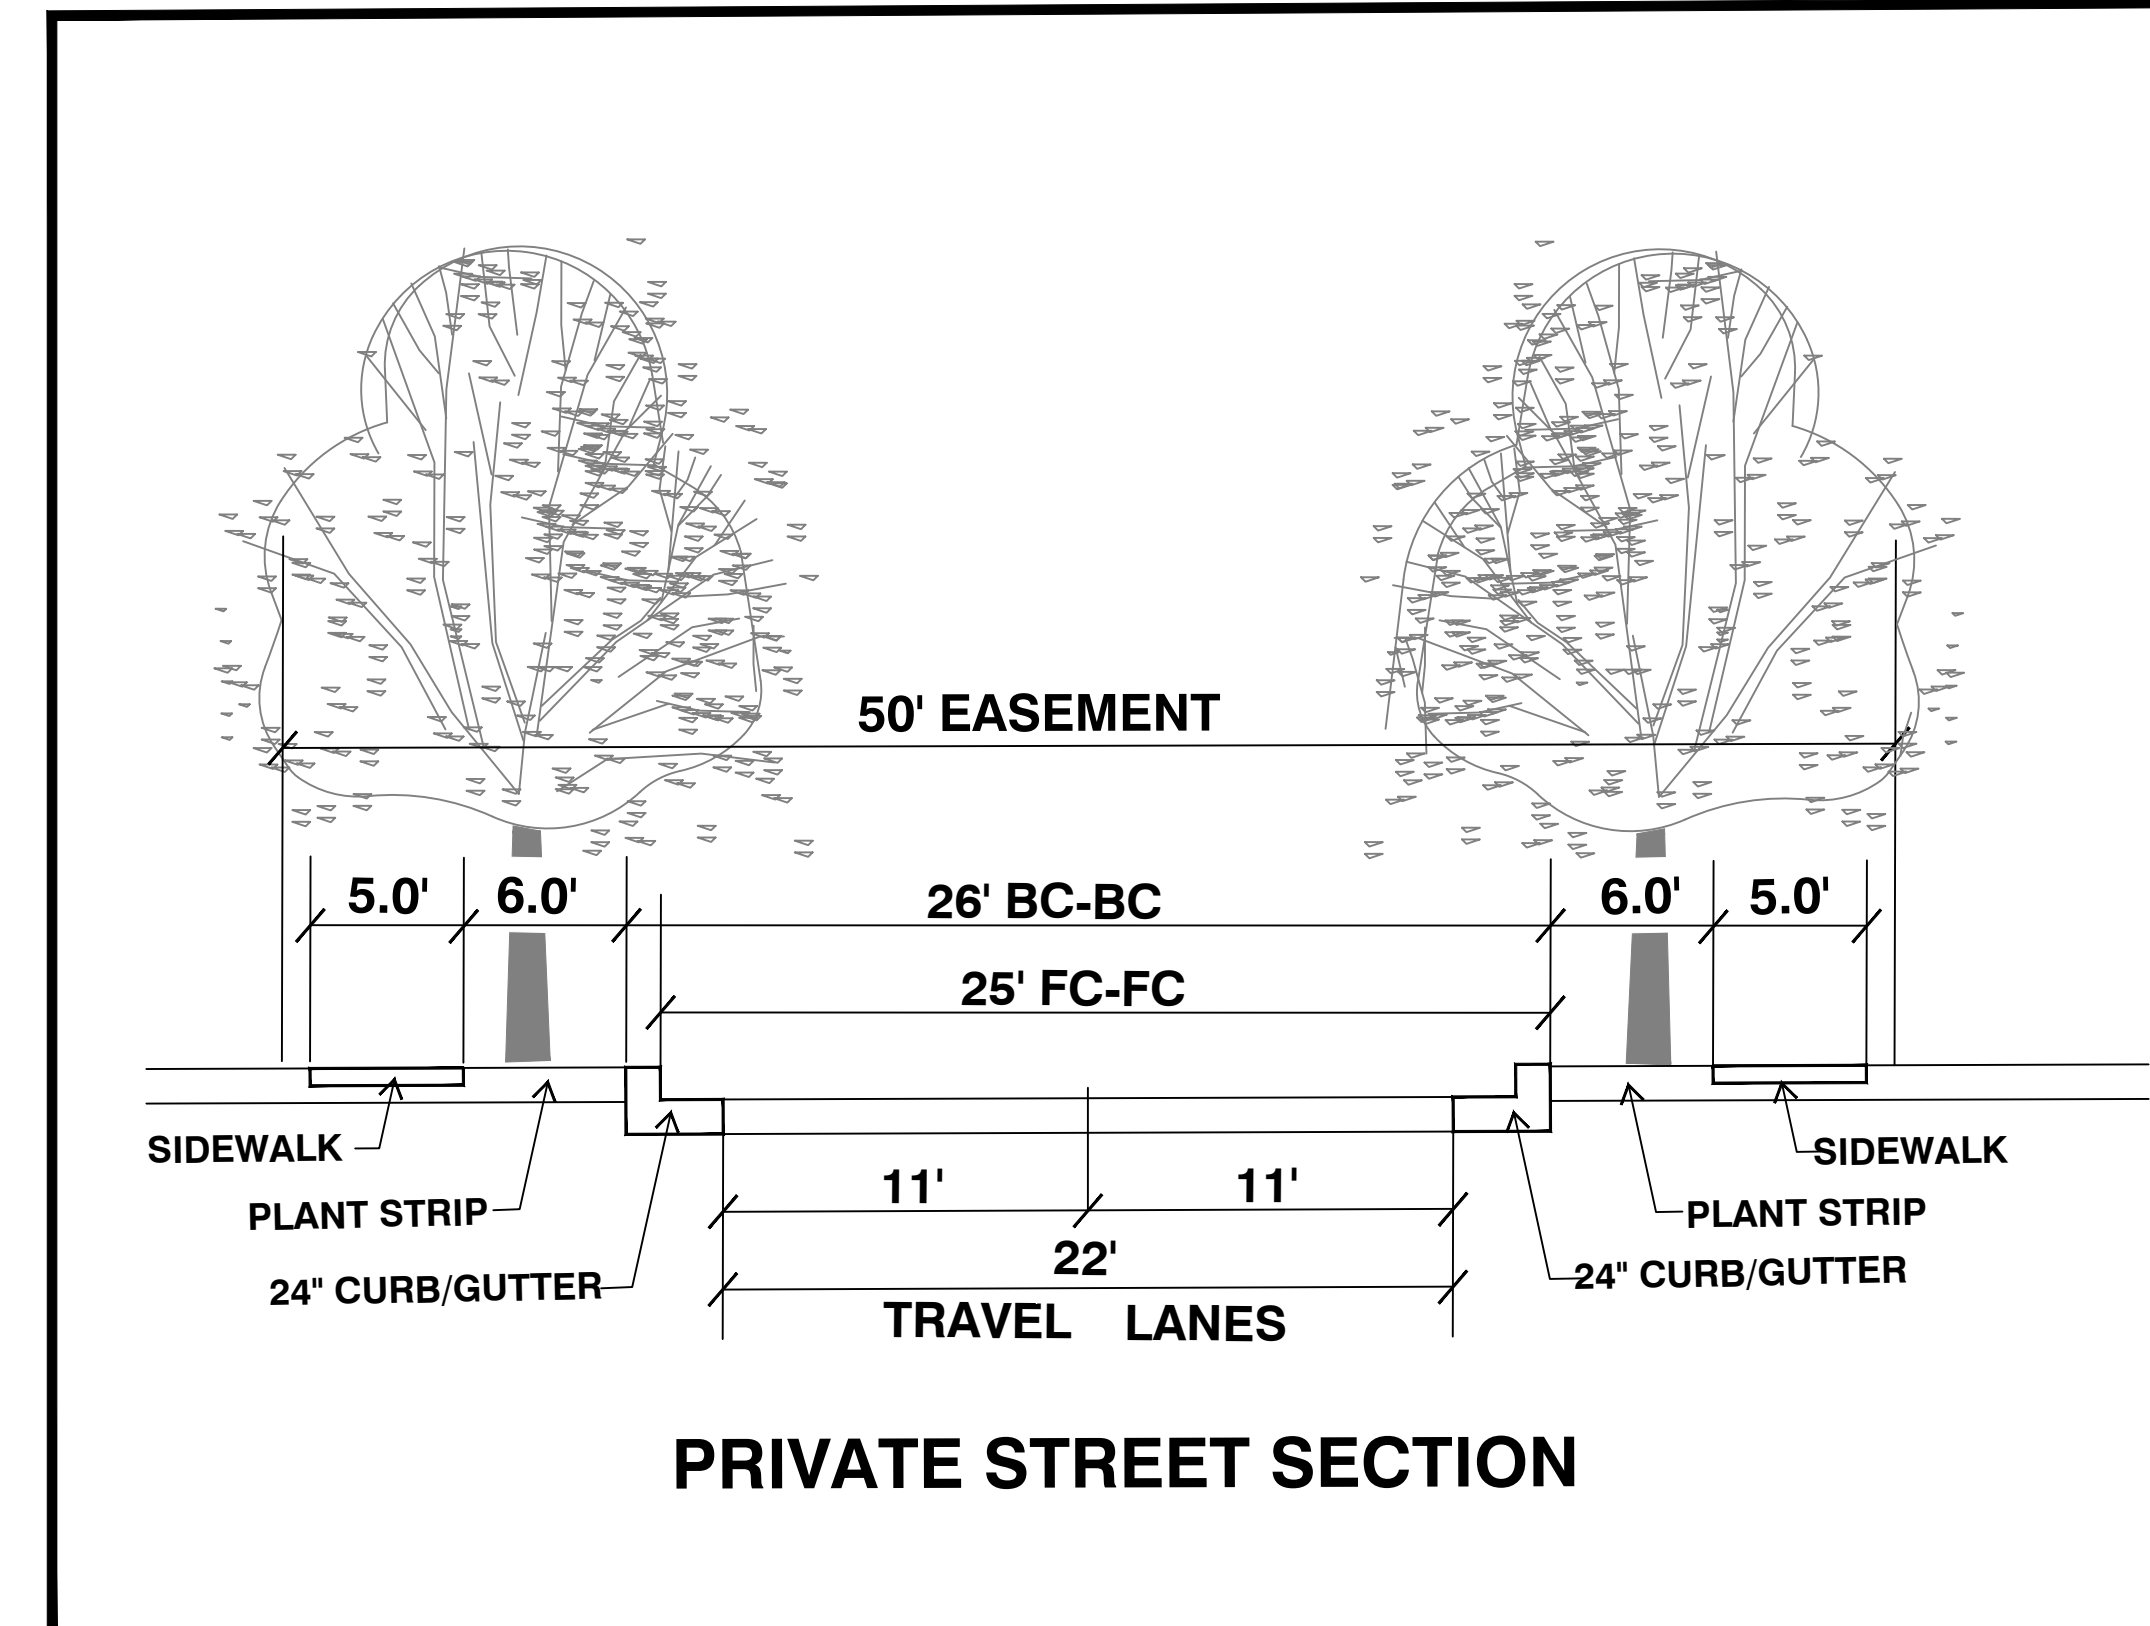 50' EASEMENT
5.0' 6.0' 26' BC-BC 6.0' 5.0'
25' FC-FC
SIDEWALK SIDEWALK
11' 11'
PLANT STRIP PLANT STRIP
22'
24" CURB/GUTTER 24" CURB/GUTTER
TRAVEL LANES
PRIVATE STREET SECTION